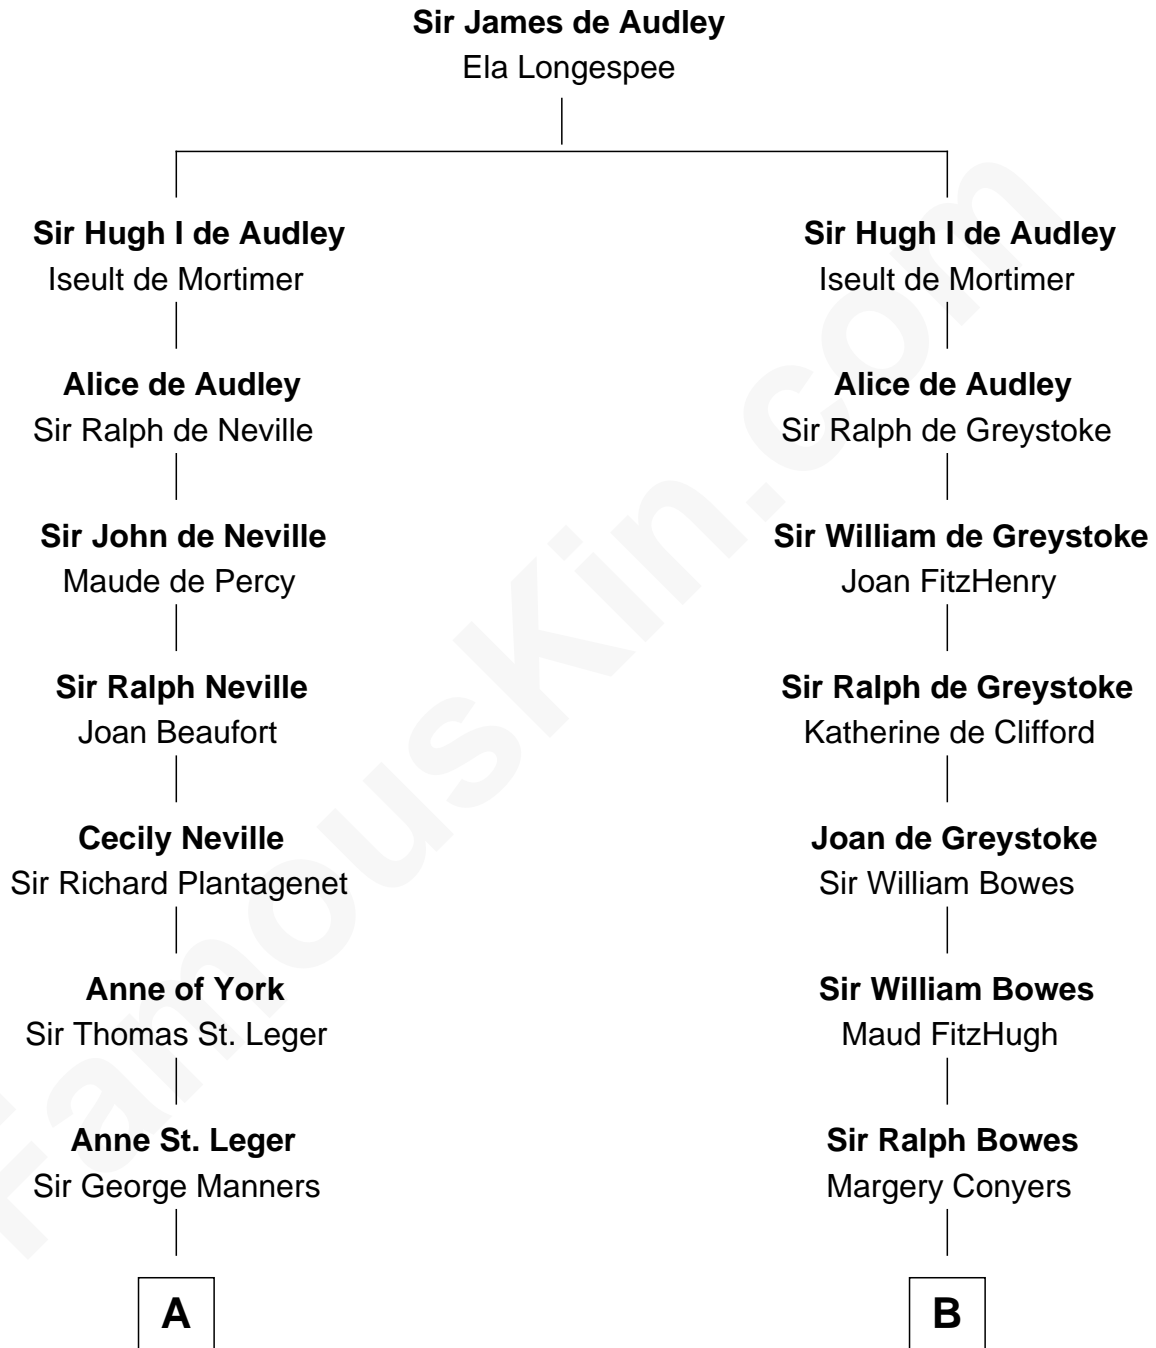 Sir James de Audley
Ela Longespee
Sir Hugh I de Audley
Iseult de Mortimer
Sir Hugh I de Audley
Iseult de Mortimer
Alice de Audley
Sir Ralph de Neville
Alice de Audley
Sir Ralph de Greystoke
Sir John de Neville
Maude de Percy
Sir William de Greystoke
Joan FitzHenry
Sir Ralph Neville
Joan Beaufort
Sir Ralph de Greystoke
Katherine de Clifford
Cecily Neville
Sir Richard Plantagenet
Joan de Greystoke
Sir William Bowes
Anne of York
Sir Thomas St. Leger
Sir William Bowes
Maud FitzHugh
Anne St. Leger
Sir George Manners
Sir Ralph Bowes
Margery Conyers
A
B
FamousKin.com